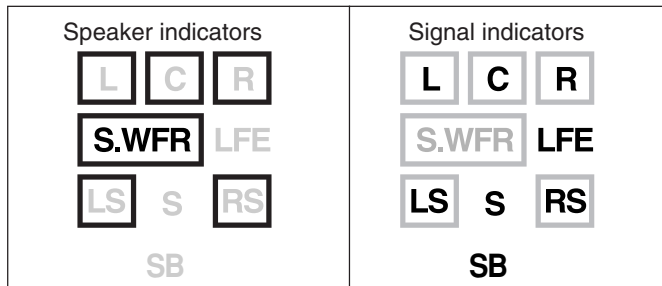 Speaker indicators
L C R
S.WFR LFE
LS S RS
SB
Signal indicators
L C R
S.WFR LFE
LS S RS
SB